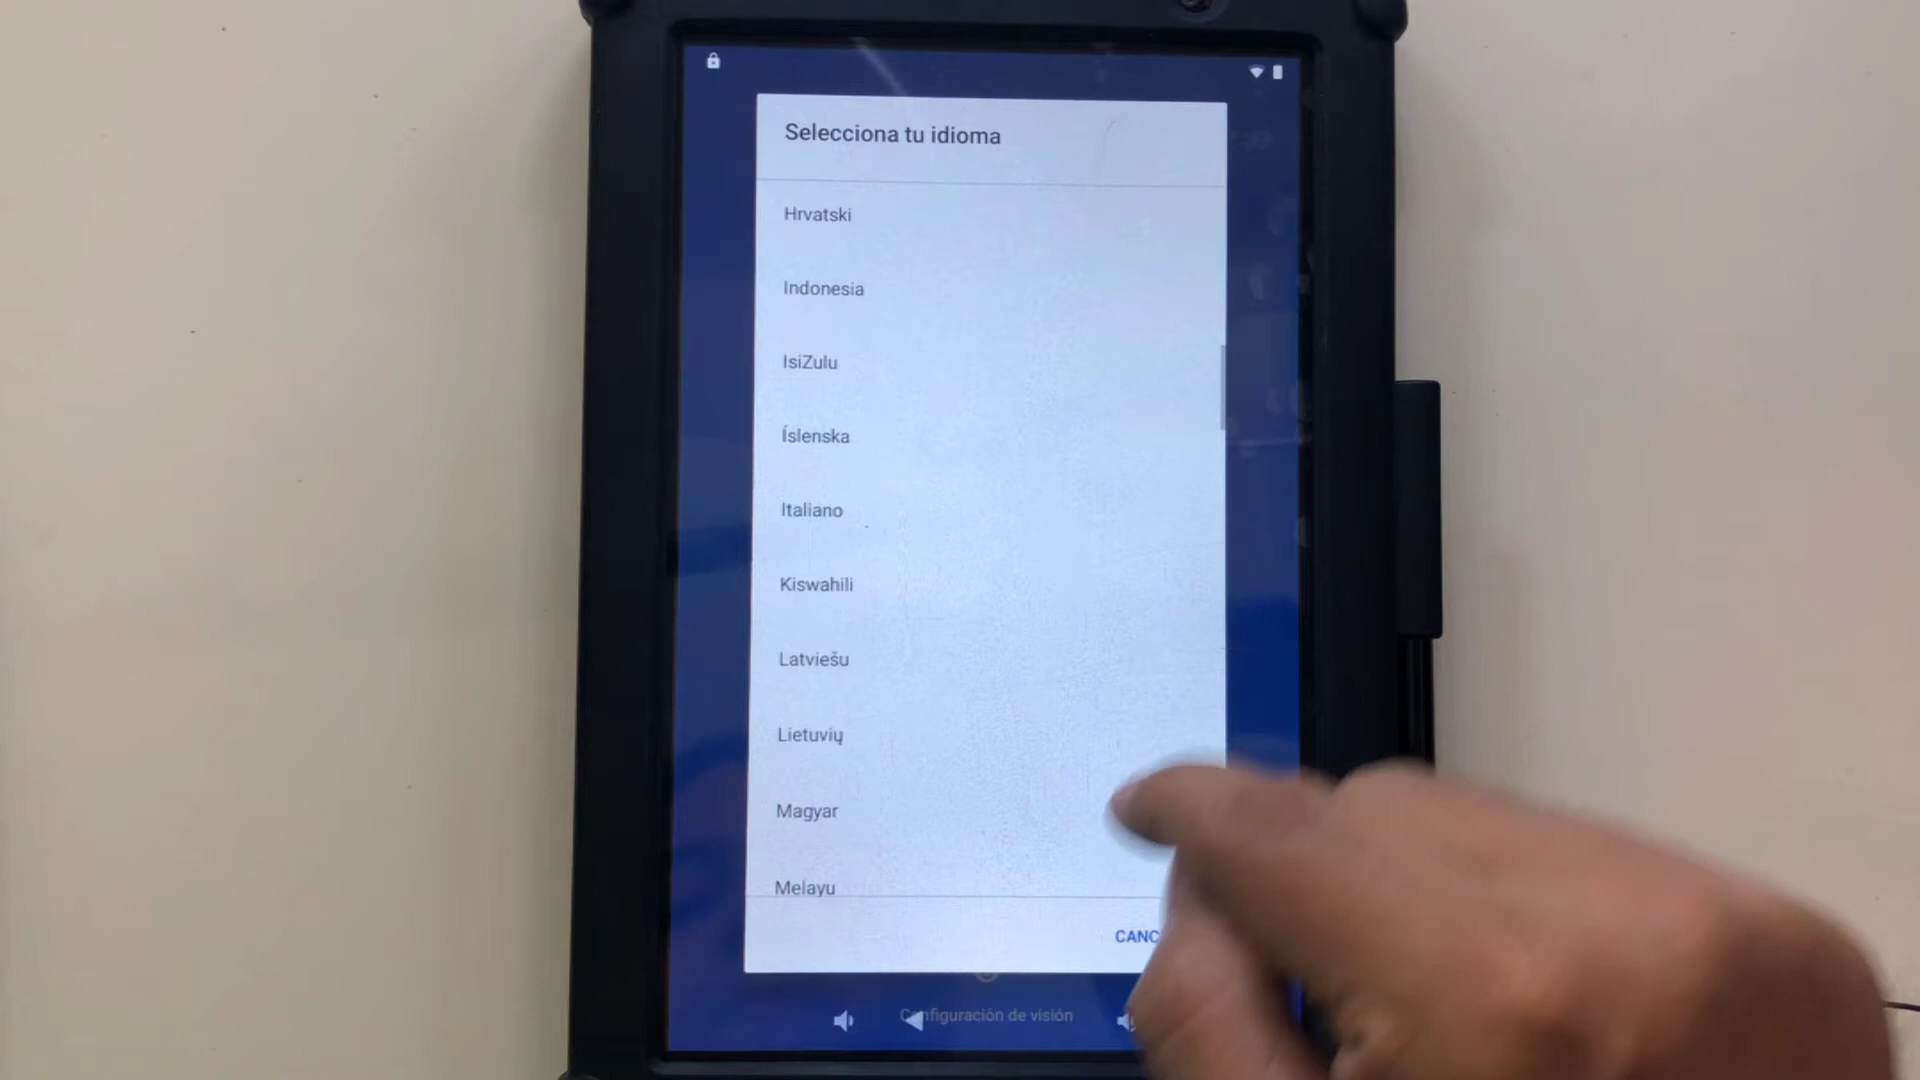 Selecciona tu idioma
Hrvatski
Indonesia
IsiZulu
Íslenska
Italiano
Kiswahili
Latviešu
Lietuvių
Magyar
Melayu
CANC
Configuración de visión